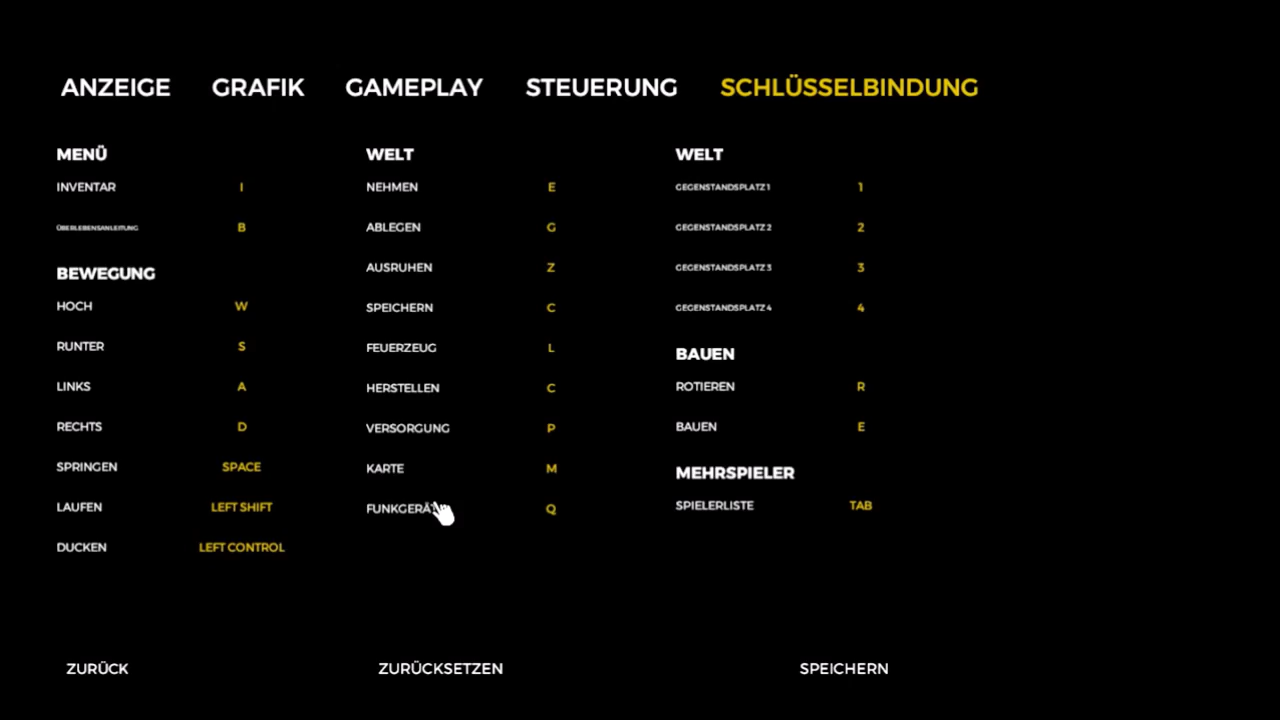 ANZEIGE GRAFIK GAMEPLAY STEUERUNG SCHLÜSSELBINDUNG
MENÜ
INVENTAR I
ÜBERLEBENSANLEITUNG B
BEWEGUNG
HOCH W
RUNTER S
LINKS A
RECHTS D
SPRINGEN SPACE
LAUFEN LEFT SHIFT
DUCKEN LEFT CONTROL
WELT
NEHMEN E
ABLEGEN G
AUSRUHEN Z
SPEICHERN C
FEUERZEUG L
HERSTELLEN C
VERSORGUNG P
KARTE M
FUNKGERÄT Q
WELT
GEGENSTANDSPLATZ 1 1
GEGENSTANDSPLATZ 2 2
GEGENSTANDSPLATZ 3 3
GEGENSTANDSPLATZ 4 4
BAUEN
ROTIEREN R
BAUEN E
MEHRSPIELER
SPIELERLISTE TAB
ZURÜCK ZURÜCKSETZEN SPEICHERN